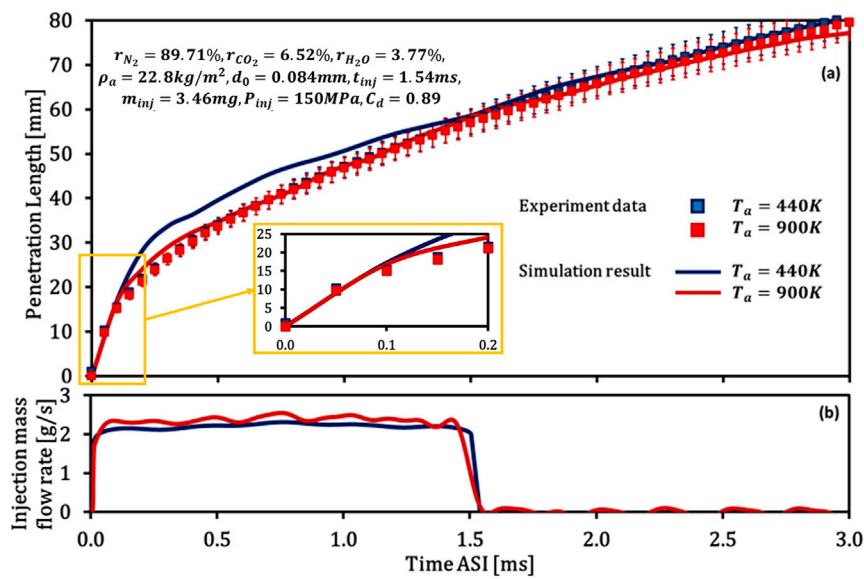 80
70
60
50
40
30
20
10
0
Penetration Length [mm]
r_{N_2} = 89.71%, r_{CO_2} = 6.52%, r_{H_2O} = 3.77%,
ρ_a = 22.8kg/m², d_0 = 0.084mm, t_{inj} = 1.54ms,
m_{inj} = 3.46mg, P_{inj} = 150MPa, C_d = 0.89
(a)
Experiment data
T_a = 440K
T_a = 900K
Simulation result
T_a = 440K
T_a = 900K
25
20
15
10
5
0
0.0 0.1 0.2
3
2
1
0
Injection mass
flow rate [g/s]
(b)
0.0 0.5 1.0 1.5 2.0 2.5 3.0
Time ASI [ms]